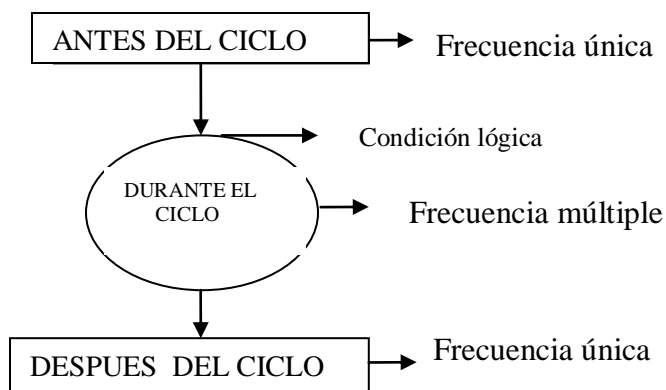 ANTES DEL CICLO
Frecuencia única
Condición lógica
DURANTE EL
CICLO
Frecuencia múltiple
DESPUES DEL CICLO
Frecuencia única